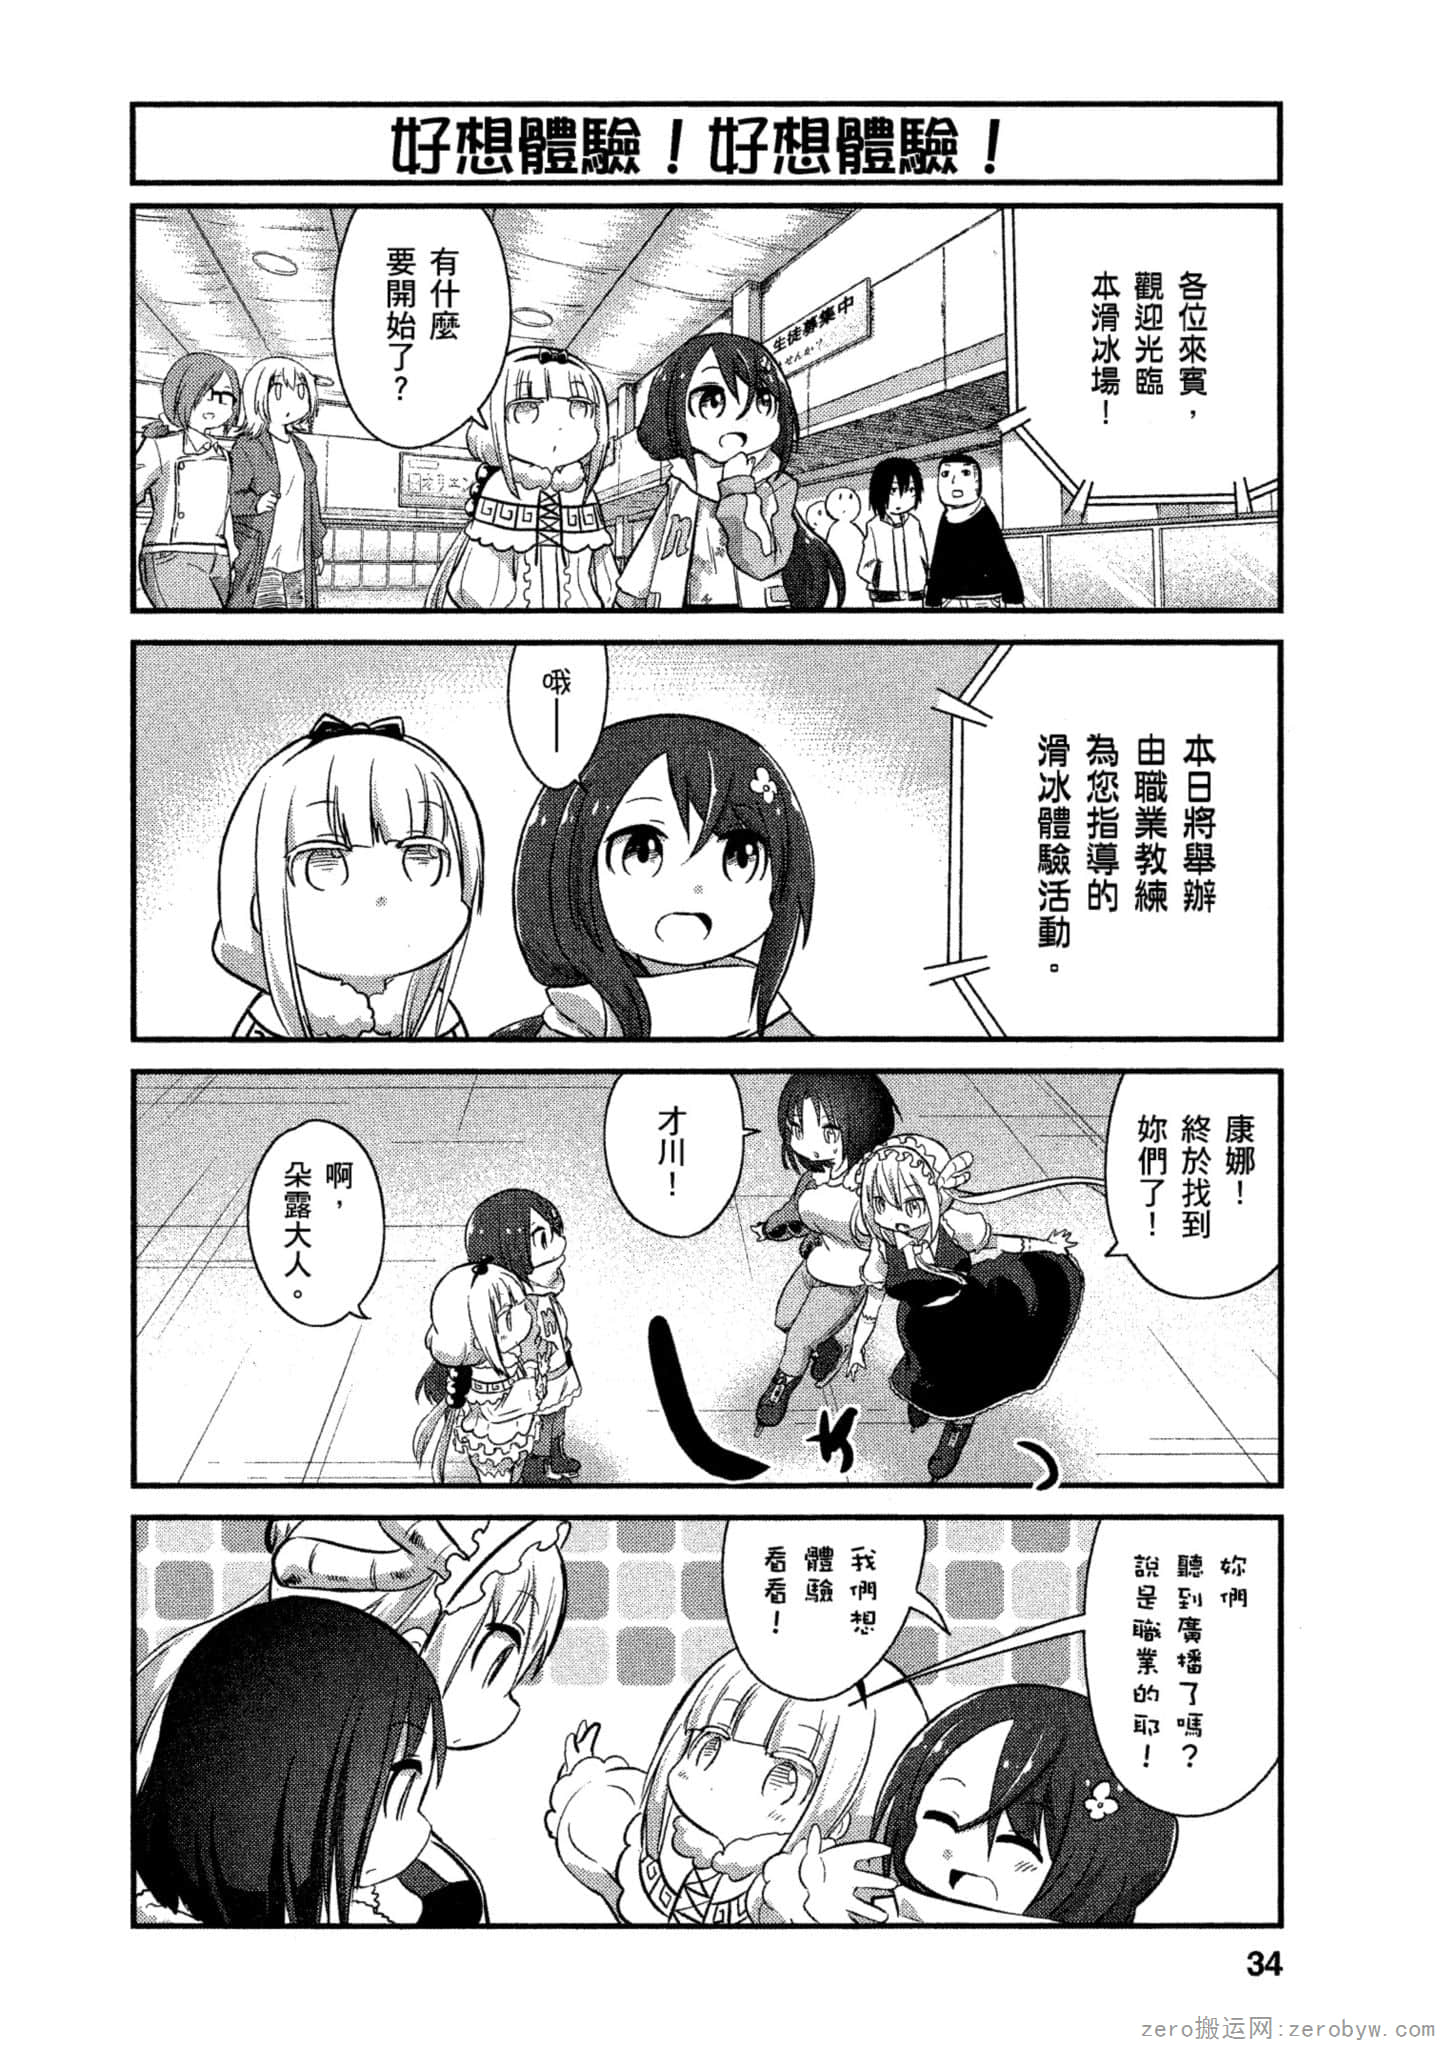 好想體驗！好想體驗！
各位來賓，
觀迎光臨
本滑冰場！
有什麼
要開始了？
生徒募集中
せんか？
本日將舉辦
由職業教練
為您指導的
滑冰體驗活動。
哦——
康娜！
終於找到
妳們了！
才川！
啊，
朵露大人。
妳們
聽到廣播了嗎？
說是職業的耶！
我們想
體驗
看看！
34
zero搬运网:zerobyw.com